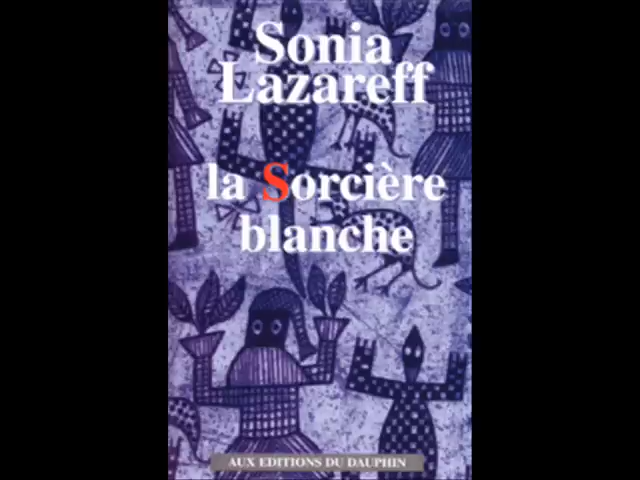 Sonia
Lazareff
la Sorcière
blanche
AUX EDITIONS DU DAUPHIN